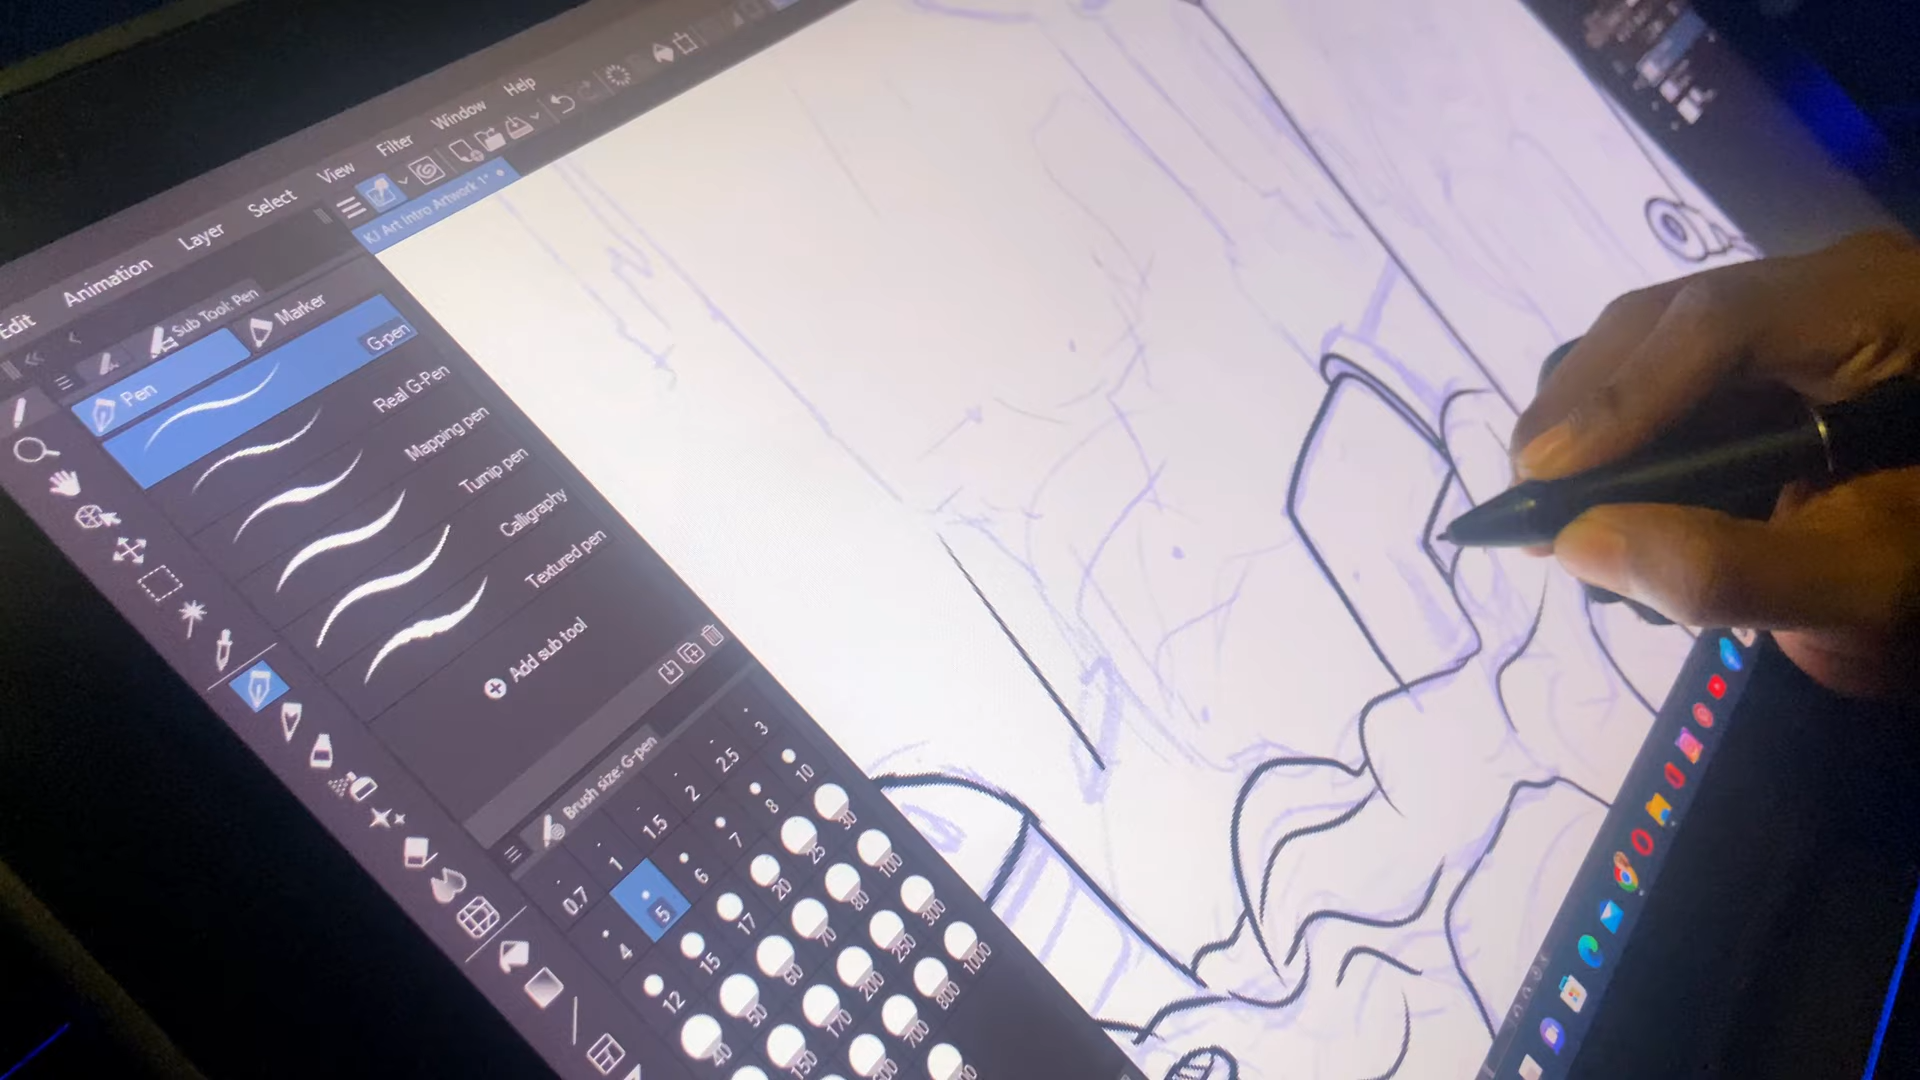 Edit Animation Layer Select View Filter Window Help
KJ Art Intro Artwork 1*
Sub Tool: Pen
Pen
Marker
G-pen
Real G-Pen
Mapping pen
Turnip pen
Calligraphy
Textured pen
Add sub tool
Brush size: G-pen
0.7 1 1.5 2 2.5 3
4 5 6 7 8 10
12 15 17 20 25 30
40 50 60 70 80 100
150 170 200 250 300
600 700 800 1000